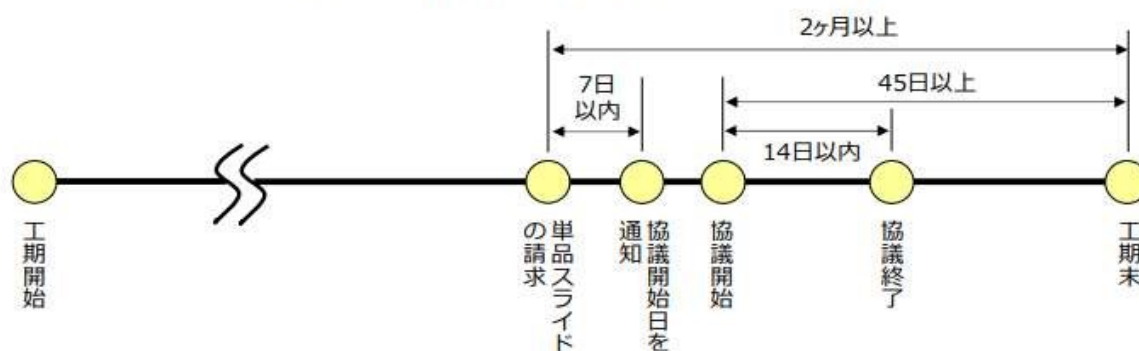 2ヶ月以上
7日
以内
45日以上
14日以内
工期開始
単品スライド
の請求
協議開始日を
通知
協議開始
協議終了
工期末